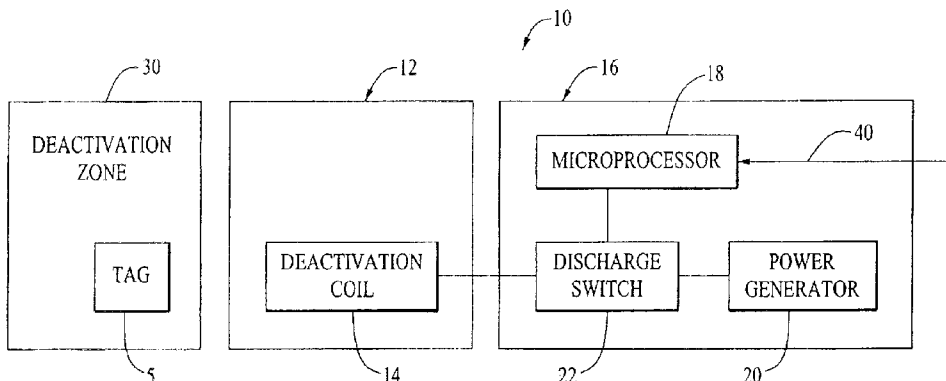 10
30
12
16
18
40
DEACTIVATION
ZONE
MICROPROCESSOR
TAG
DEACTIVATION
COIL
DISCHARGE
SWITCH
POWER
GENERATOR
5
14
22
20